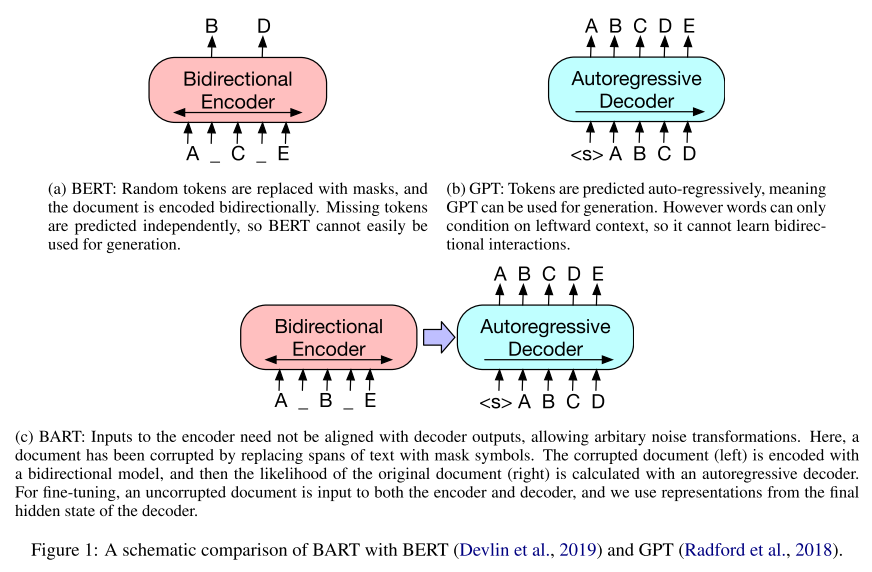 B D
Bidirectional
Encoder
A _ C _ E
(a) BERT: Random tokens are replaced with masks, and
the document is encoded bidirectionally. Missing tokens
are predicted independently, so BERT cannot easily be
used for generation.
A B C D E
Autoregressive
Decoder
<s> A B C D
(b) GPT: Tokens are predicted auto-regressively, meaning
GPT can be used for generation. However words can only
condition on leftward context, so it cannot learn bidirec-
tional interactions.
Bidirectional
Encoder
A _ B _ E
A B C D E
Autoregressive
Decoder
<s> A B C D
(c) BART: Inputs to the encoder need not be aligned with decoder outputs, allowing arbitary noise transformations. Here, a
document has been corrupted by replacing spans of text with mask symbols. The corrupted document (left) is encoded with
a bidirectional model, and then the likelihood of the original document (right) is calculated with an autoregressive decoder.
For fine-tuning, an uncorrupted document is input to both the encoder and decoder, and we use representations from the final
hidden state of the decoder.
Figure 1: A schematic comparison of BART with BERT (Devlin et al., 2019) and GPT (Radford et al., 2018).